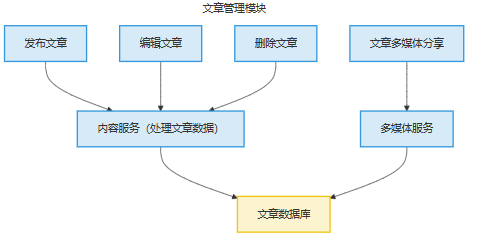 文章管理模块
发布文章
编辑文章
删除文章
文章多媒体分享
内容服务（处理文章数据）
多媒体服务
文章数据库